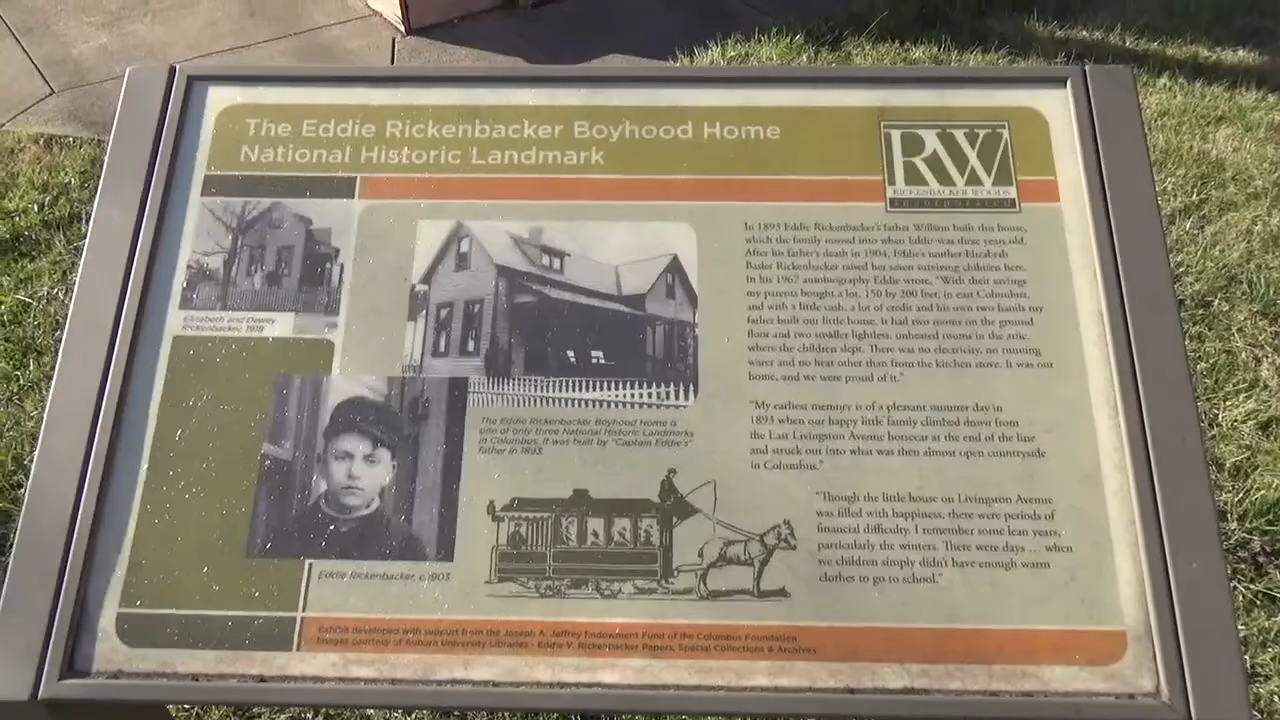 The Eddie Rickenbacker Boyhood Home
National Historic Landmark
RW
RICKENBACKER WOODS
Incorporated
Elizabeth and Dewey
Rickenbacker, 1918
The Eddie Rickenbacker Boyhood Home is
one of only three National Historic Landmarks
in Columbus. It was built by "Captain Eddie's"
father in 1893.
Eddie Rickenbacker, c.1903
In 1893 Eddie Rickenbacker's father William built this house,
which the family moved into when Eddie was three years old.
After his father's death in 1904, Eddie's mother Elizabeth
Basler Rickenbacker raised her seven surviving children here.
In his 1967 autobiography Eddie wrote, "With their savings
my parents bought a lot, 150 by 200 feet, in east Columbus,
and with a little cash, a lot of credit and his own two hands my
father built our little house. It had two rooms on the ground
floor and two smaller lightless, unheated rooms in the attic,
where the children slept. There was no electricity, no running
water and no heat other than from the kitchen stove. It was our
home, and we were proud of it."
"My earliest memory is of a pleasant summer day in
1893 when our happy little family climbed down from
the East Livingston Avenue horsecar at the end of the line
and struck out into what was then almost open countryside
in Columbus."
"Though the little house on Livingston Avenue
was filled with happiness, there were periods of
financial difficulty. I remember some lean years,
particularly the winters. There were days ... when
we children simply didn't have enough warm
clothes to go to school."
Exhibit developed with support from the Joseph A. Jeffrey Endowment Fund of the Columbus Foundation.
Images courtesy of Auburn University Libraries - Eddie V. Rickenbacker Papers, Special Collections & Archives